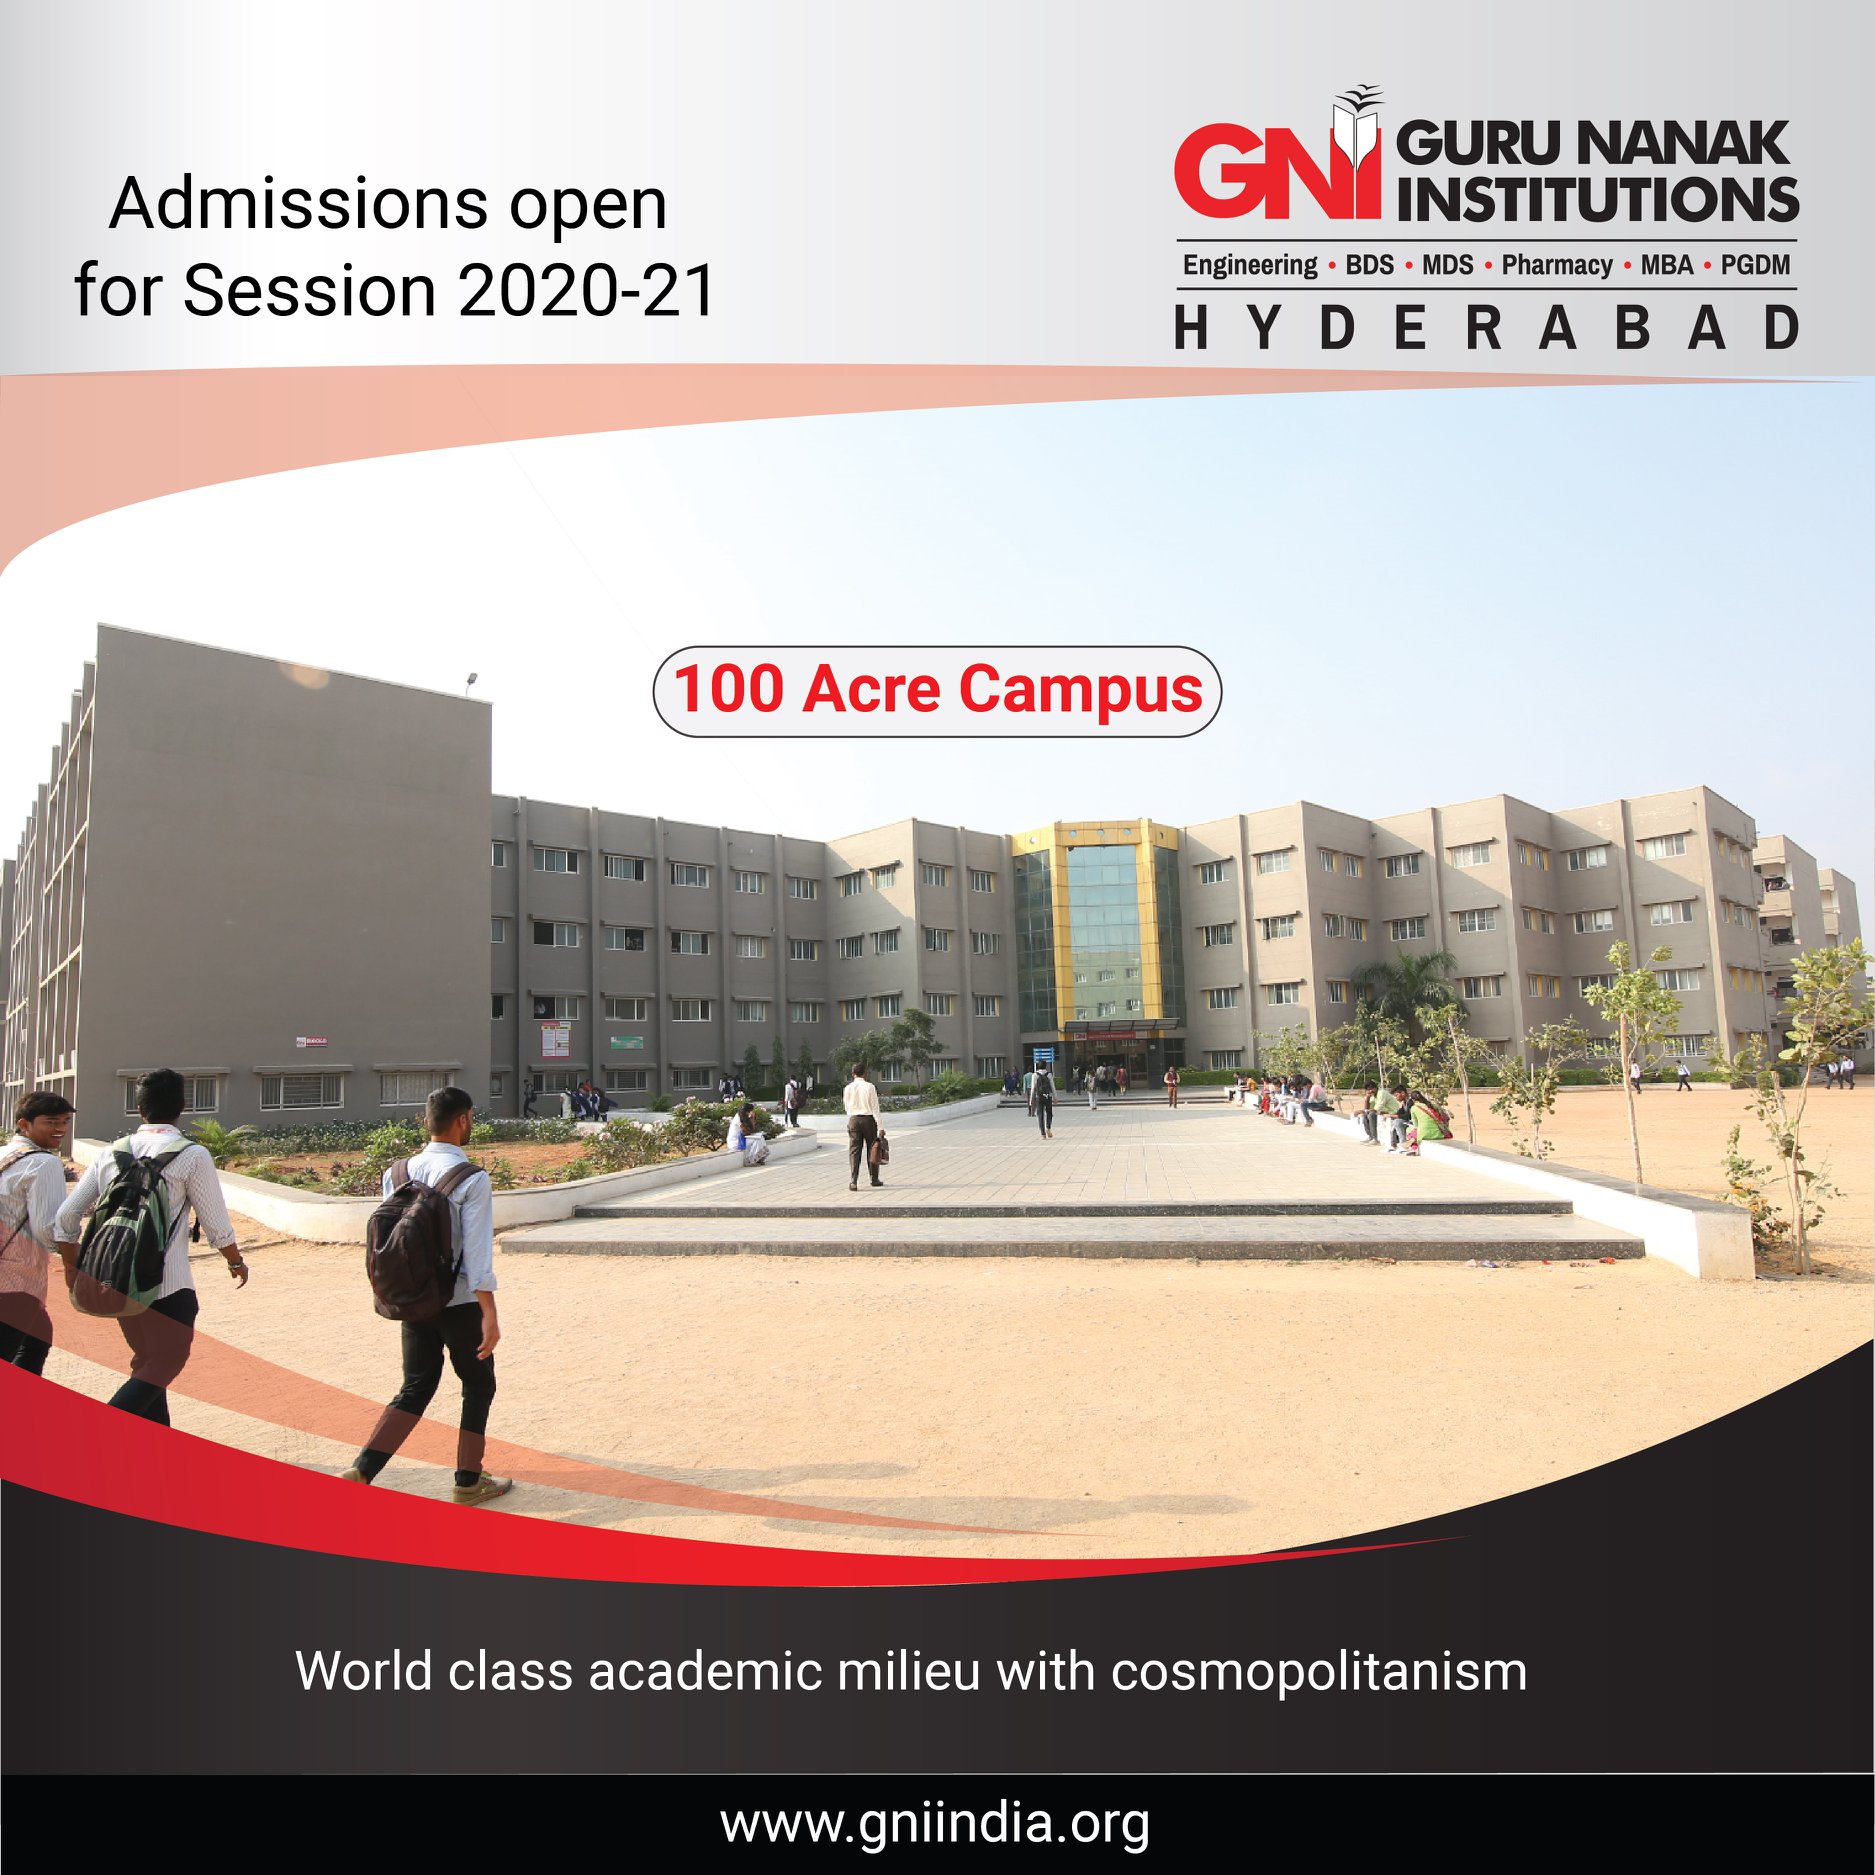 Admissions open
for Session 2020-21
GNI GURU NANAK
INSTITUTIONS
Engineering • BDS • MDS • Pharmacy • MBA • PGDM
HYDERABAD
100 Acre Campus
World class academic milieu with cosmopolitanism
www.gniindia.org